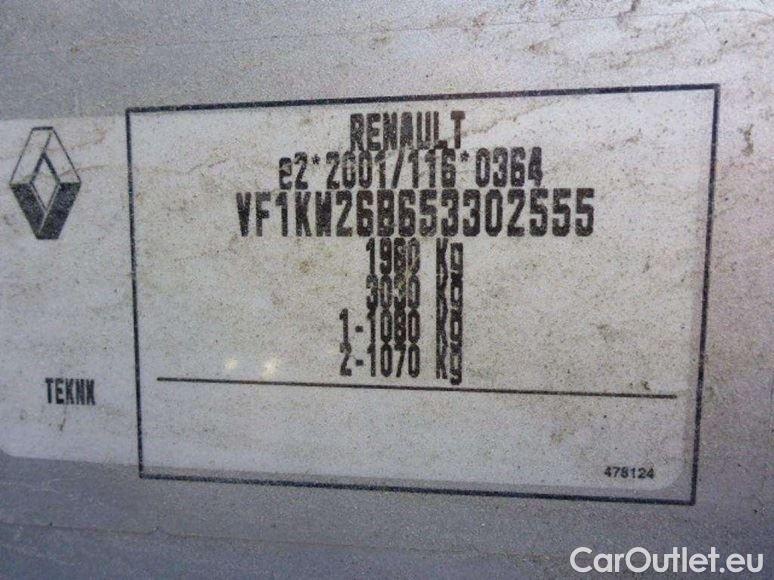 RENAULT
e2*2001/116*0364
VF1KM26B653302555
1960 Kg
3030 Kg
1-1080 Kg
2-1070 Kg
TEKNK
478124
CarOutlet.eu